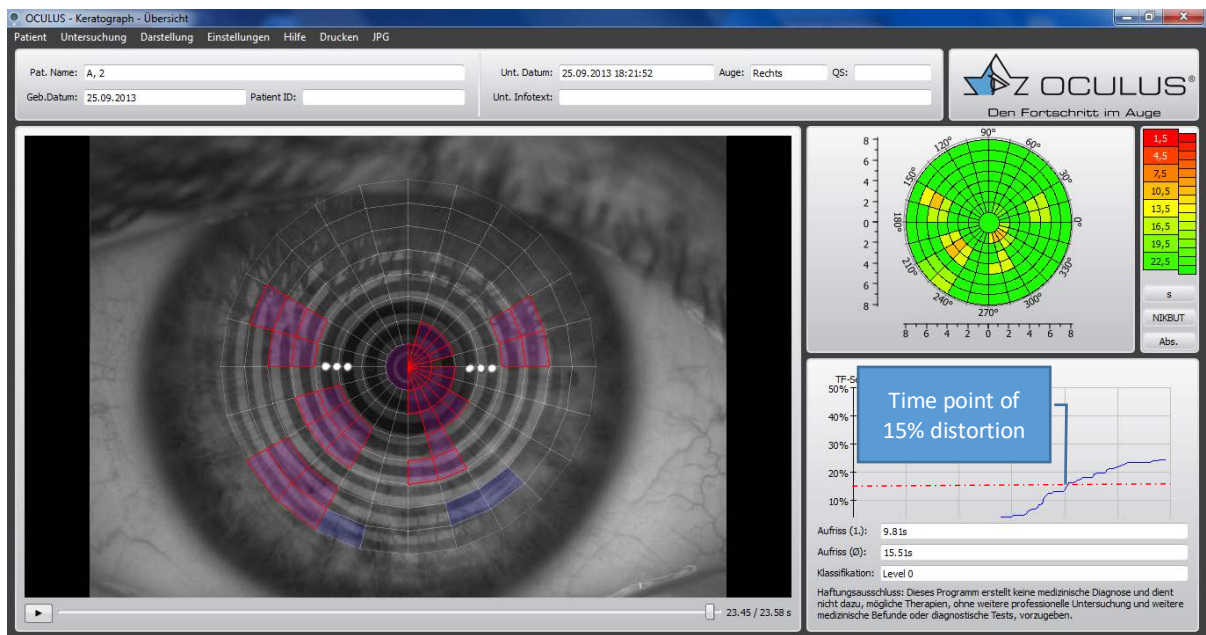 OCULUS - Keratograph - Übersicht
Patient Untersuchung Darstellung Einstellungen Hilfe Drucken JPG
Pat. Name: A, 2
Unt. Datum: 25.09.2013 18:21:52 Auge: Rechts QS:
Geb.Datum: 25.09.2013 Patient ID:
Unt. Infotext:
OCULUS®
Den Fortschritt im Auge
90°
120° 60°
150° 30°
180° 0°
210° 330°
240° 300°
270°
8
6
4
2
0
2
4
6
8
8 6 4 2 0 2 4 6 8
1,5
4,5
7,5
10,5
13,5
16,5
19,5
22,5
s
NIKBUT
Abs.
50%
40%
30%
20%
10%
Time point of
15% distortion
Aufriss (1.): 9.81s
Aufriss (Ø): 15.51s
Klassifikation: Level 0
Haftungsausschluss: Dieses Programm erstellt keine medizinische Diagnose und dient
nicht dazu, mögliche Therapien, ohne weitere professionelle Untersuchung und weitere
medizinische Befunde oder diagnostische Tests, vorzugeben.
23.45 / 23.58 s